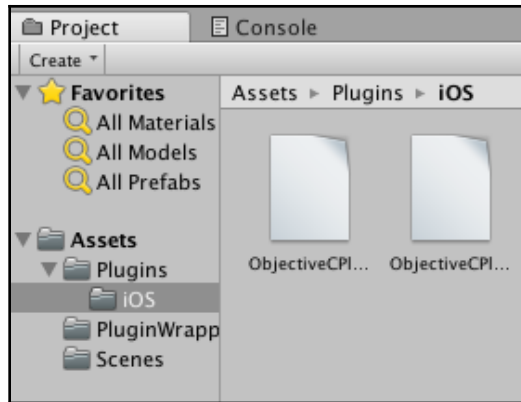 Project
Console
Create
Favorites
All Materials
All Models
All Prefabs
Assets
Plugins
iOS
PluginWrapp
Scenes
Assets Plugins iOS
ObjectiveCPl... ObjectiveCPl...